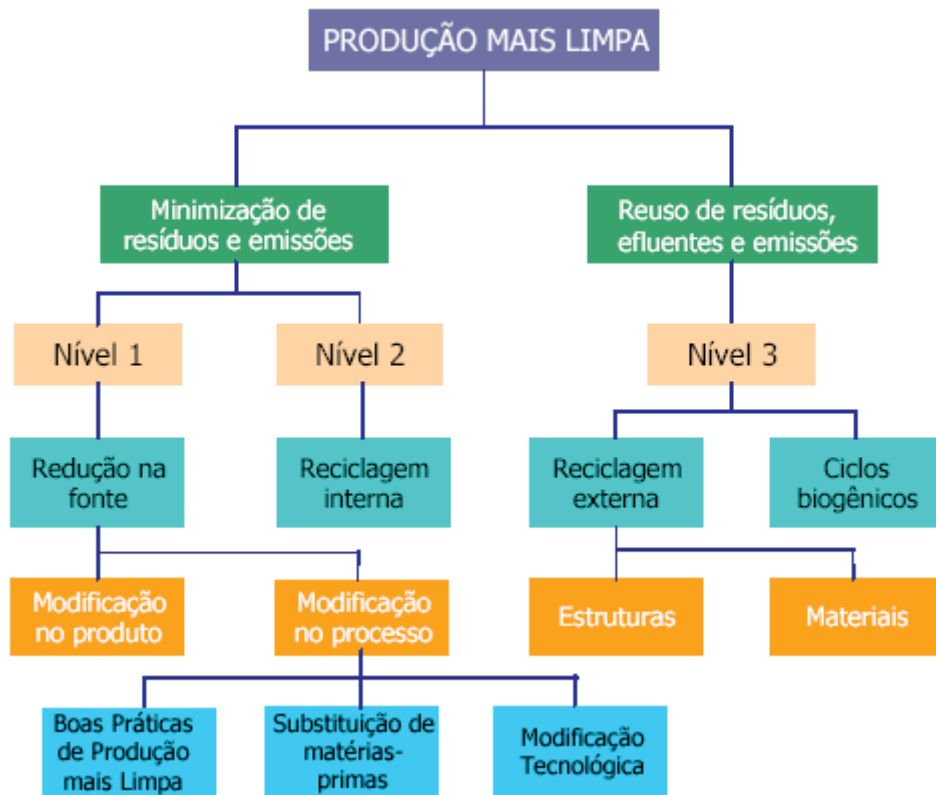 PRODUÇÃO MAIS LIMPA
Minimização de
resíduos e emissões
Reuso de resíduos,
efluentes e emissões
Nível 1
Nível 2
Nível 3
Redução na
fonte
Reciclagem
interna
Reciclagem
externa
Ciclos
biogênicos
Modificação
no produto
Modificação
no processo
Estruturas
Materiais
Boas Práticas
de Produção
mais Limpa
Substituição de
matérias-
primas
Modificação
Tecnológica